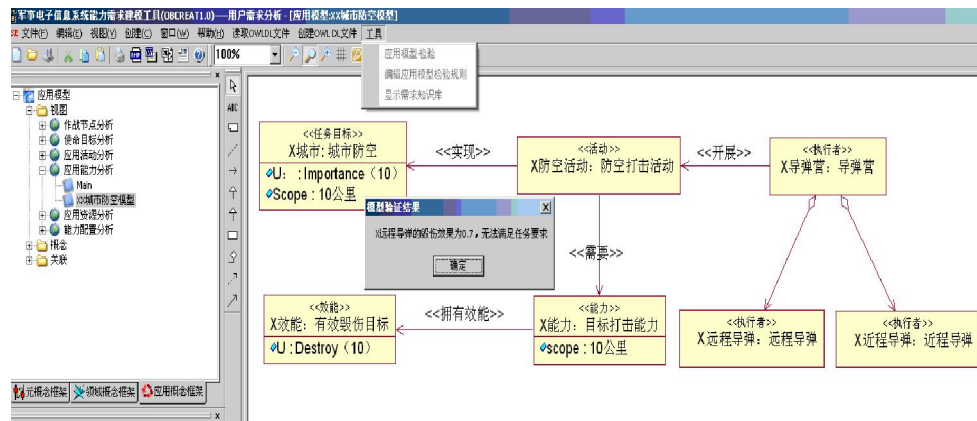 军事电子信息系统能力需求建模工具(OBCREAT1.0)——用户需求分析 - [应用模型:XX城市防空模型]
文件(F) 编辑(E) 视图(V) 创建(C) 窗口(W) 帮助(H) 读取OWLDL文件 创建OWL DL文件 工具
100%
应用模型检验
编辑应用模型检验规则
显示需求知识库
应用模型
视图
作战节点分析
使命目标分析
应用活动分析
应用能力分析
Main
XX城市防空模型
应用资源分析
能力配置分析
概念
关联
ABC
<<任务目标>>
X城市: 城市防空
U: : Importance（10）
Scope : 10公里
<<实现>>
<<活动>>
X防空活动: 防空打击活动
<<开展>>
<<执行者>>
X导弹营: 导弹营
模型验证结果
X远程导弹的毁伤效果为0.7，无法满足任务要求
确定
<<需要>>
<<效能>>
X效能: 有效毁伤目标
U : Destroy（10）
<<拥有效能>>
<<能力>>
X能力: 目标打击能力
scope : 10公里
<<执行者>>
X远程导弹: 远程导弹
<<执行者>>
X近程导弹: 近程导弹
元概念框架 领域概念框架 应用概念框架